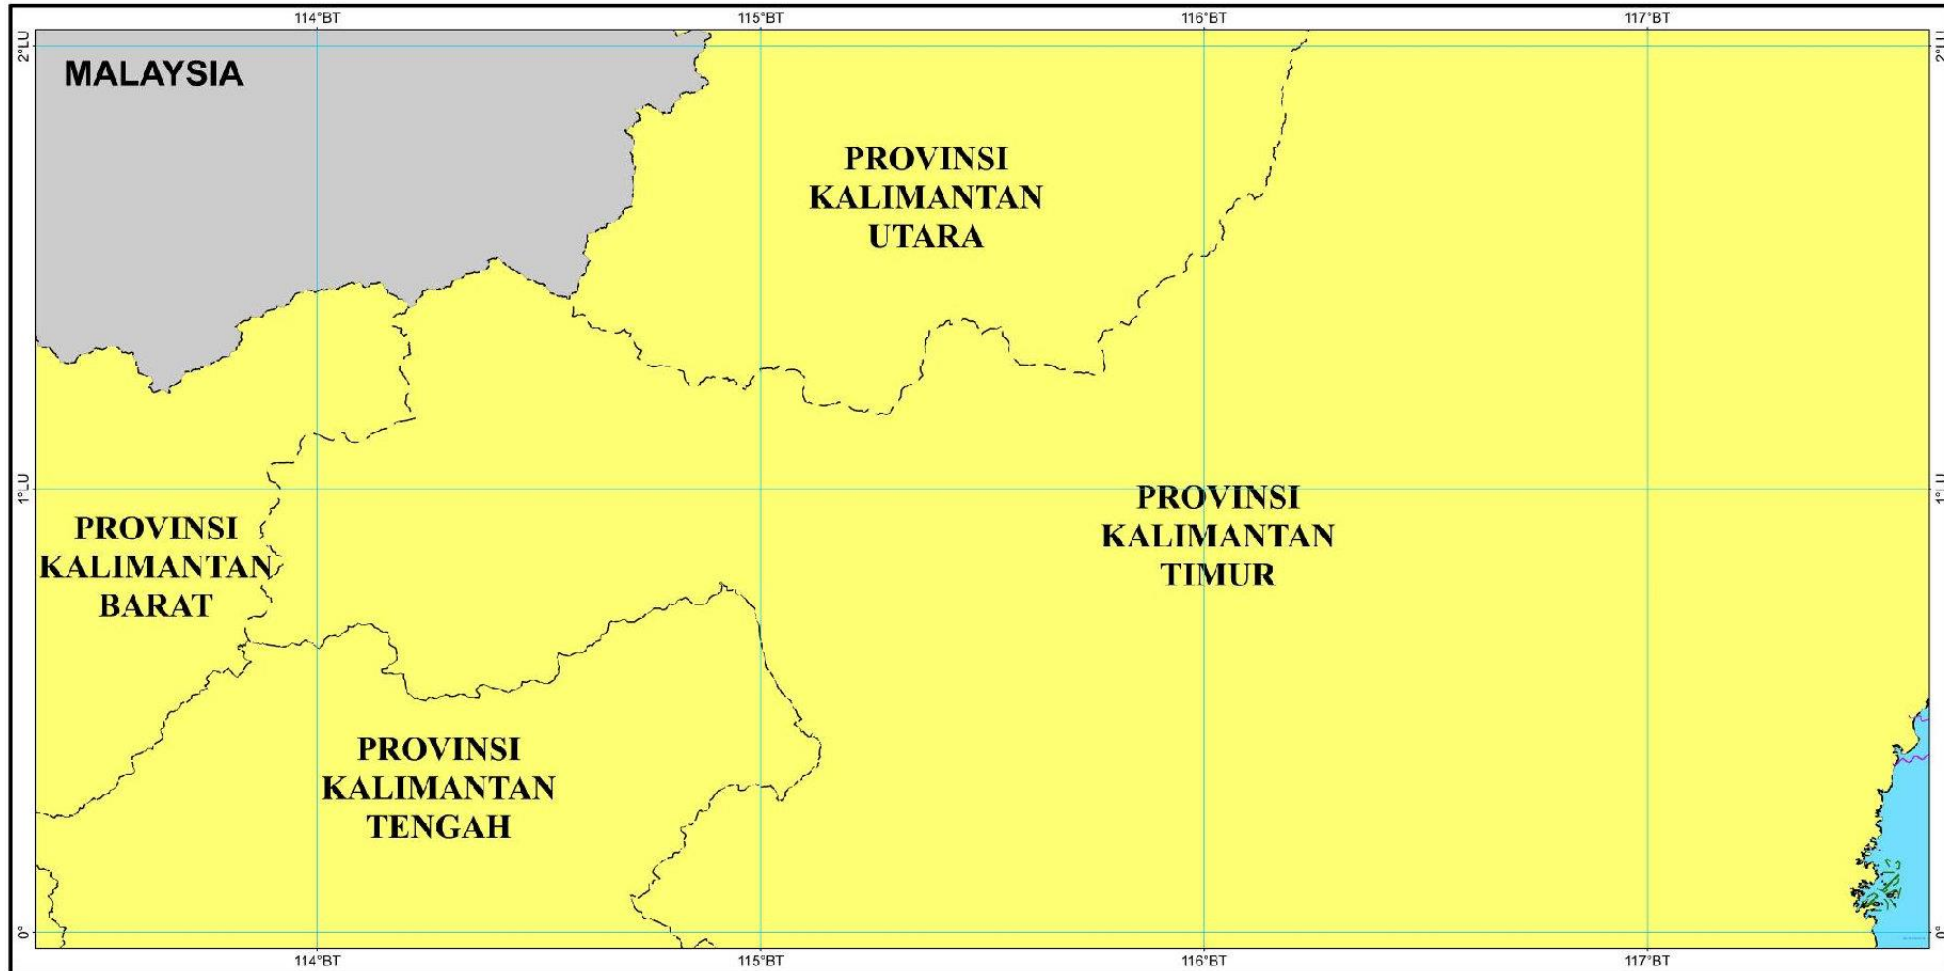 114°BT
115°BT
116°BT
117°BT
2°LU
2°LU
MALAYSIA
PROVINSI
KALIMANTAN
UTARA
1°LU
1°LU
PROVINSI
KALIMANTAN
TIMUR
PROVINSI
KALIMANTAN
BARAT
PROVINSI
KALIMANTAN
TENGAH
0°
0°
114°BT
115°BT
116°BT
117°BT